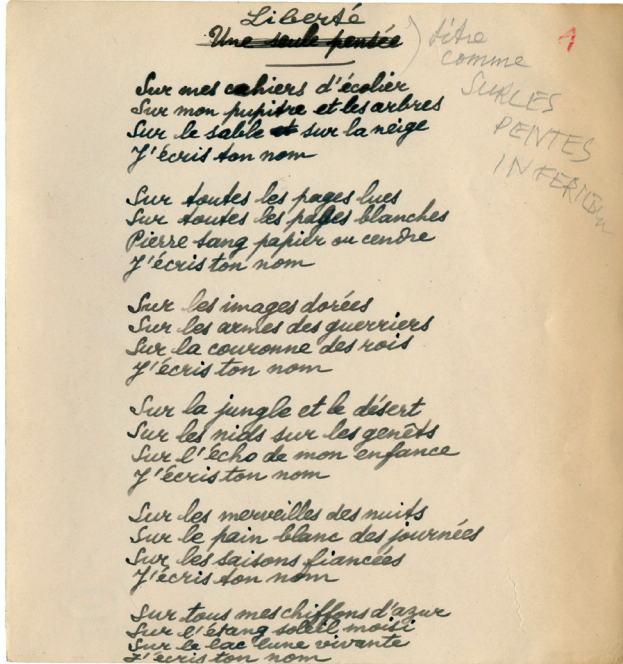 Liberté
Une seule pensée
titre
comme
SUR LES
PENTES
1
Sur mes cahiers d'écolier
Sur mon pupitre et les arbres
Sur le sable et sur la neige
J'écris ton nom
Sur toutes les pages lues
Sur toutes les pages blanches
Pierre sang papier ou cendre
J'écris ton nom
Sur les images dorées
Sur les armes des guerriers
Sur la couronne des rois
J'écris ton nom
Sur la jungle et le désert
Sur les nids sur les genêts
Sur l'écho de mon enfance
J'écris ton nom
Sur les merveilles des nuits
Sur le pain blanc des journées
Sur les saisons fiancées
J'écris ton nom
Sur tous mes chiffons d'azur
Sur l'étang soleil moisi
Sur le lac lune vivante
J'écris ton nom